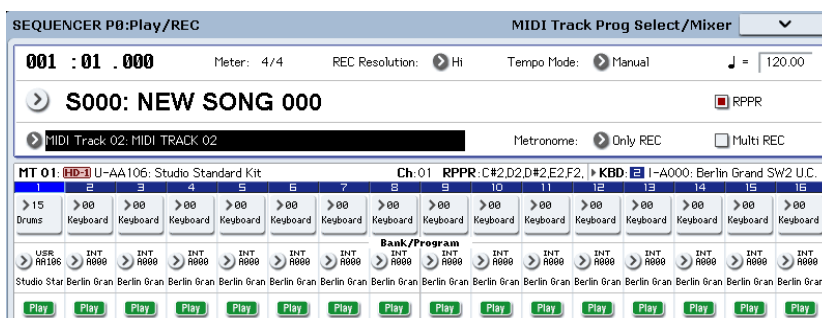 SEQUENCER P0:Play/REC MIDI Track Prog Select/Mixer
001 :01 .000 Meter: 4/4 REC Resolution: Hi Tempo Mode: Manual ♩ = 120.00
S000: NEW SONG 000 RPPR
MIDI Track 02: MIDI TRACK 02 Metronome: Only REC Multi REC
MT 01: HD-1 U-AA106: Studio Standard Kit Ch:01 RPPR:C#2,D2,D#2,E2,F2, KBD: 2 I-A000: Berlin Grand SW2 U.C.
1 2 3 4 5 6 7 8 9 10 11 12 13 14 15 16
15 00 00 00 00 00 00 00 00 00 00 00 00 00 00 00
Drums Keyboard Keyboard Keyboard Keyboard Keyboard Keyboard Keyboard Keyboard Keyboard Keyboard Keyboard Keyboard Keyboard Keyboard Keyboard
Bank/Program
USR INT INT INT INT INT INT INT INT INT INT INT INT INT INT INT
AA106 A000 A000 A000 A000 A000 A000 A000 A000 A000 A000 A000 A000 A000 A000 A000
Studio Star Berlin Gran Berlin Gran Berlin Gran Berlin Gran Berlin Gran Berlin Gran Berlin Gran Berlin Gran Berlin Gran Berlin Gran Berlin Gran Berlin Gran Berlin Gran Berlin Gran Berlin Gran
Play Play Play Play Play Play Play Play Play Play Play Play Play Play Play Play